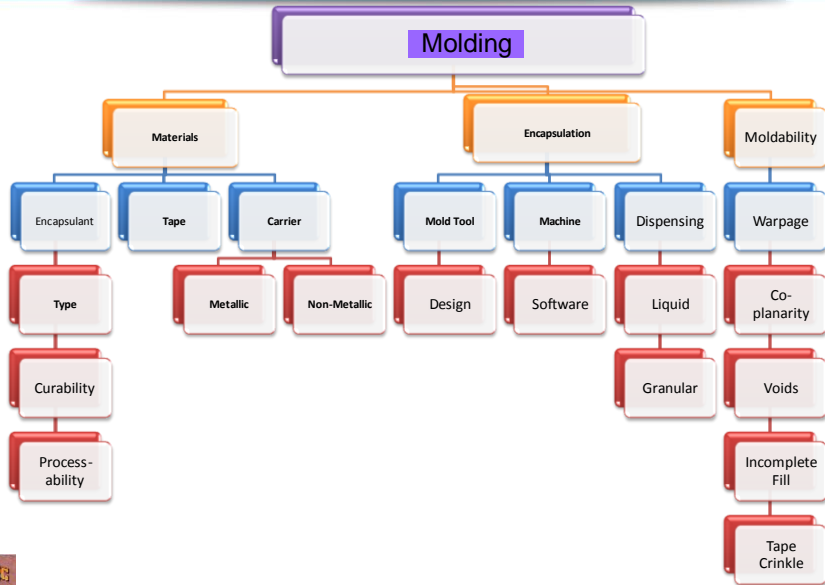 Molding
Materials
Encapsulation
Moldability
Encapsulant
Tape
Carrier
Mold Tool
Machine
Dispensing
Warpage
Type
Metallic
Non-Metallic
Design
Software
Liquid
Co-
planarity
Curability
Granular
Voids
Process-
ability
Incomplete
Fill
Tape
Crinkle